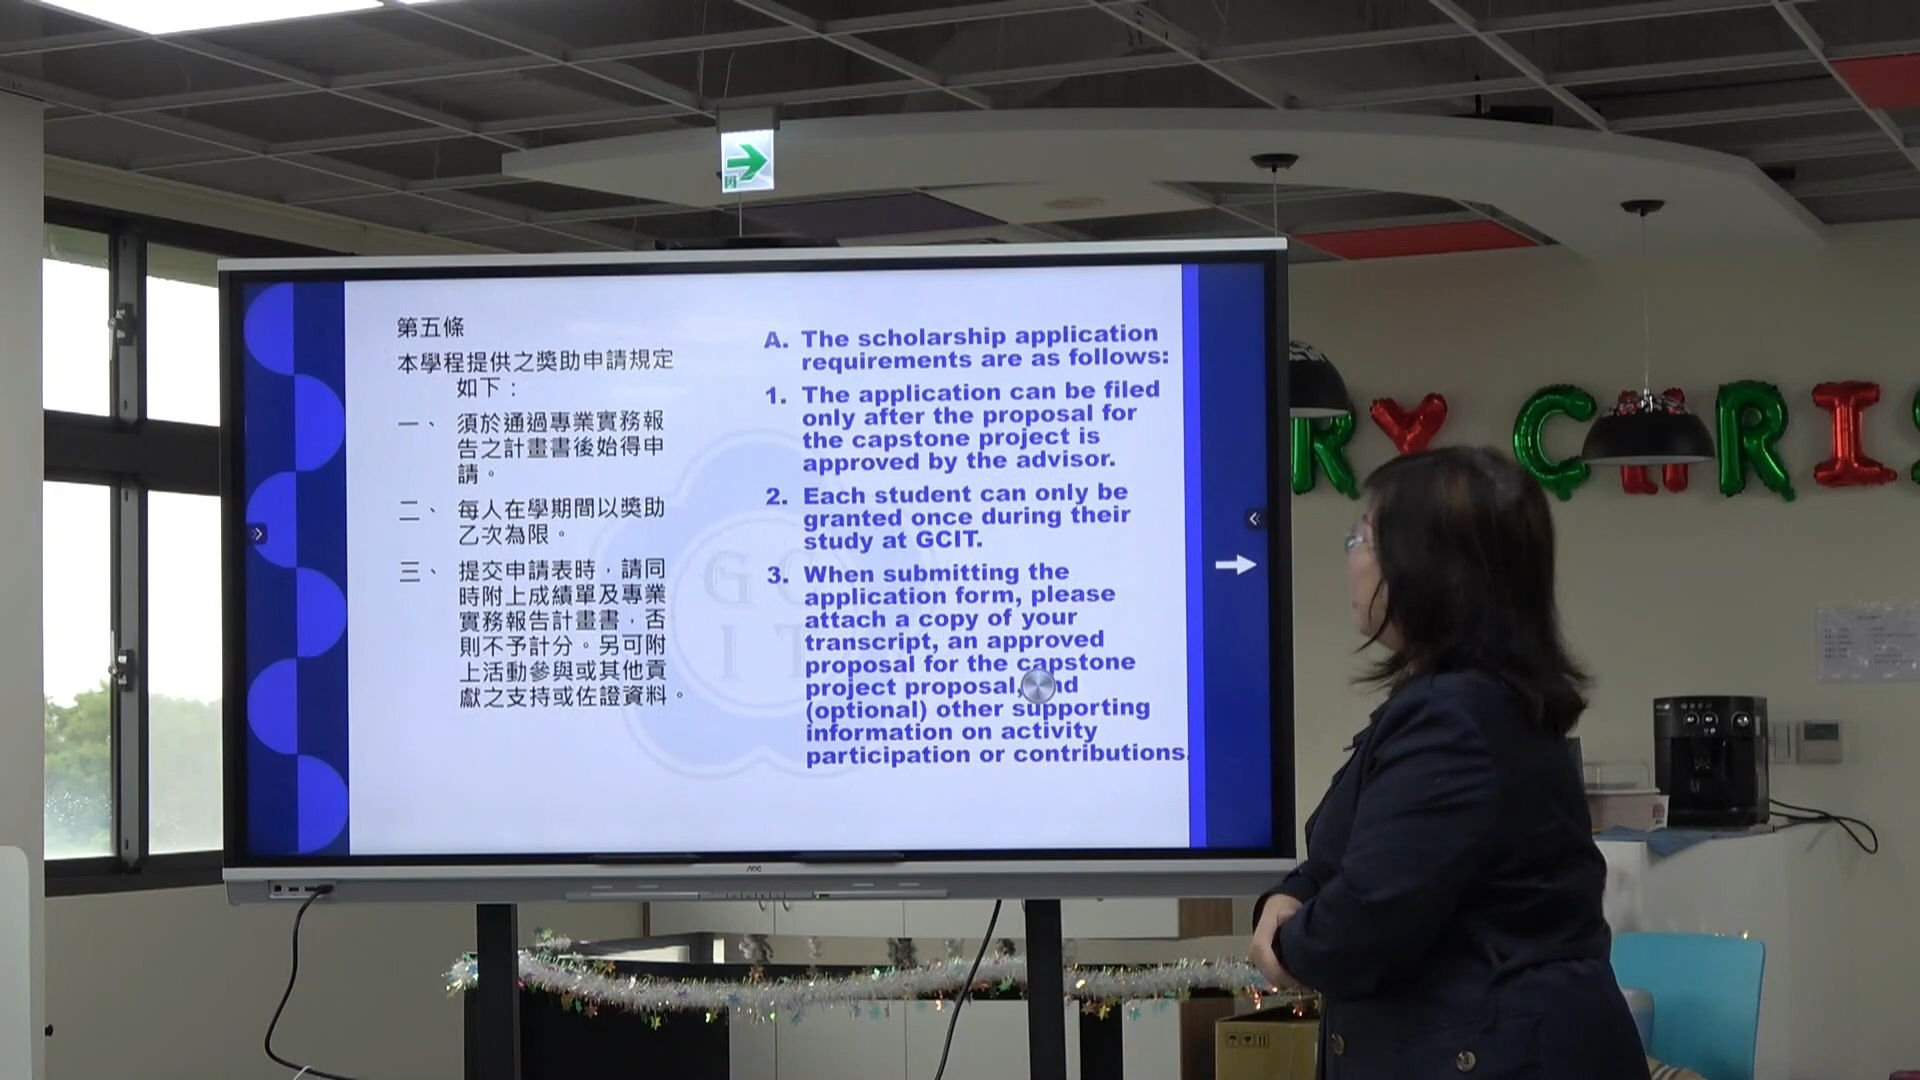 第五條
本學程提供之獎助申請規定
如下：
一、 須於通過專業實務報
告之計畫書後始得申
請。
二、 每人在學期間以獎助
乙次為限。
三、 提交申請表時，請同
時附上成績單及專業
實務報告計畫書，否
則不予計分。另可附
上活動參與或其他貢
獻之支持或佐證資料。
A. The scholarship application
requirements are as follows:
1. The application can be filed
only after the proposal for
the capstone project is
approved by the advisor.
2. Each student can only be
granted once during their
study at GCIT.
3. When submitting the
application form, please
attach a copy of your
transcript, an approved
proposal for the capstone
project proposal, and
(optional) other supporting
information on activity
participation or contributions.
GC
IT
AOC
RY CHRIS